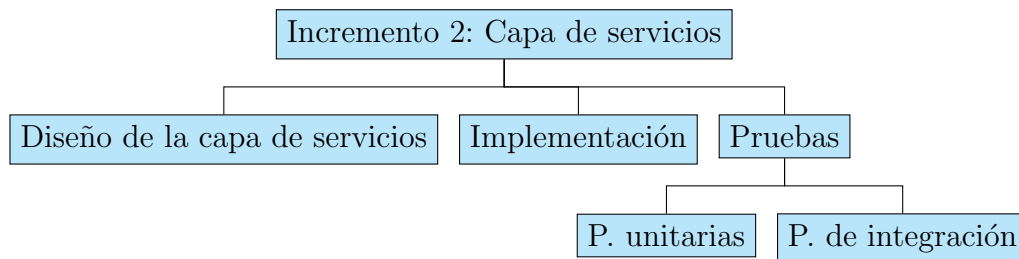 Incremento 2: Capa de servicios
Diseño de la capa de servicios
Implementación
Pruebas
P. unitarias
P. de integración